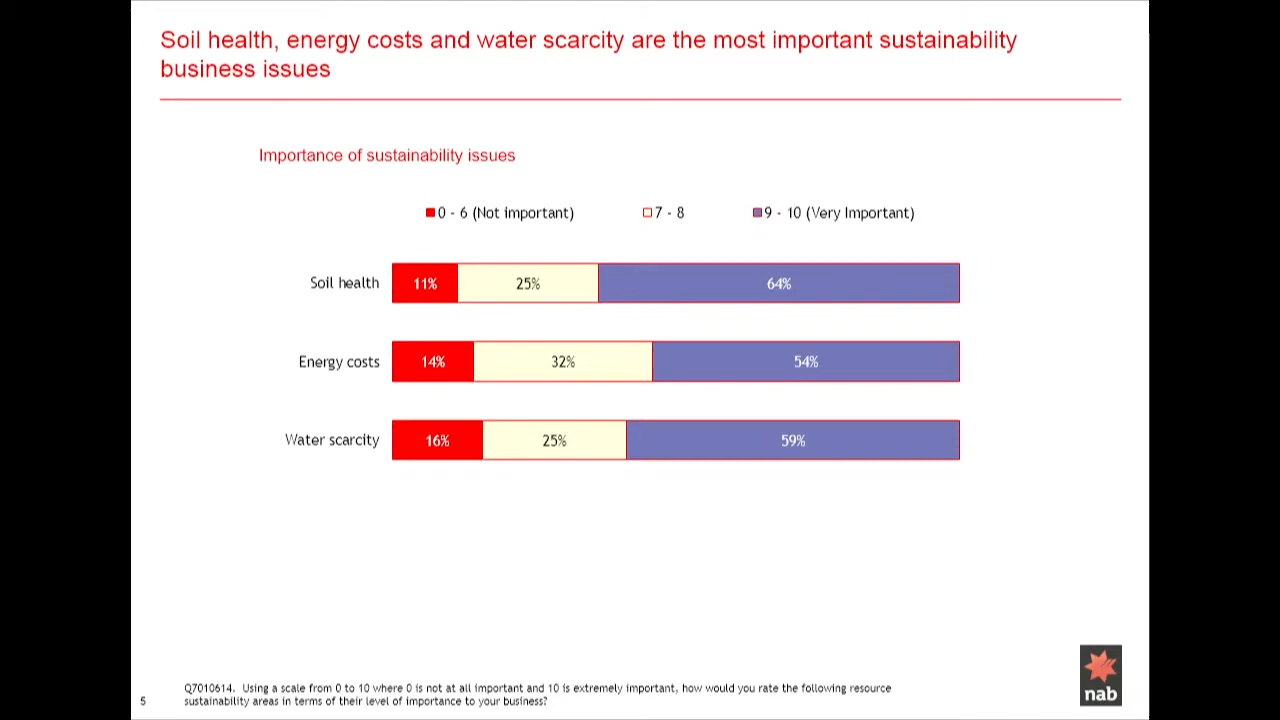 Soil health, energy costs and water scarcity are the most important sustainability
business issues
Importance of sustainability issues
0 - 6 (Not important)
7 - 8
9 - 10 (Very Important)
Soil health
11%
25%
64%
Energy costs
14%
32%
54%
Water scarcity
16%
25%
59%
Q7010614. Using a scale from 0 to 10 where 0 is not at all important and 10 is extremely important, how would you rate the following resource
sustainability areas in terms of their level of importance to your business?
5
nab